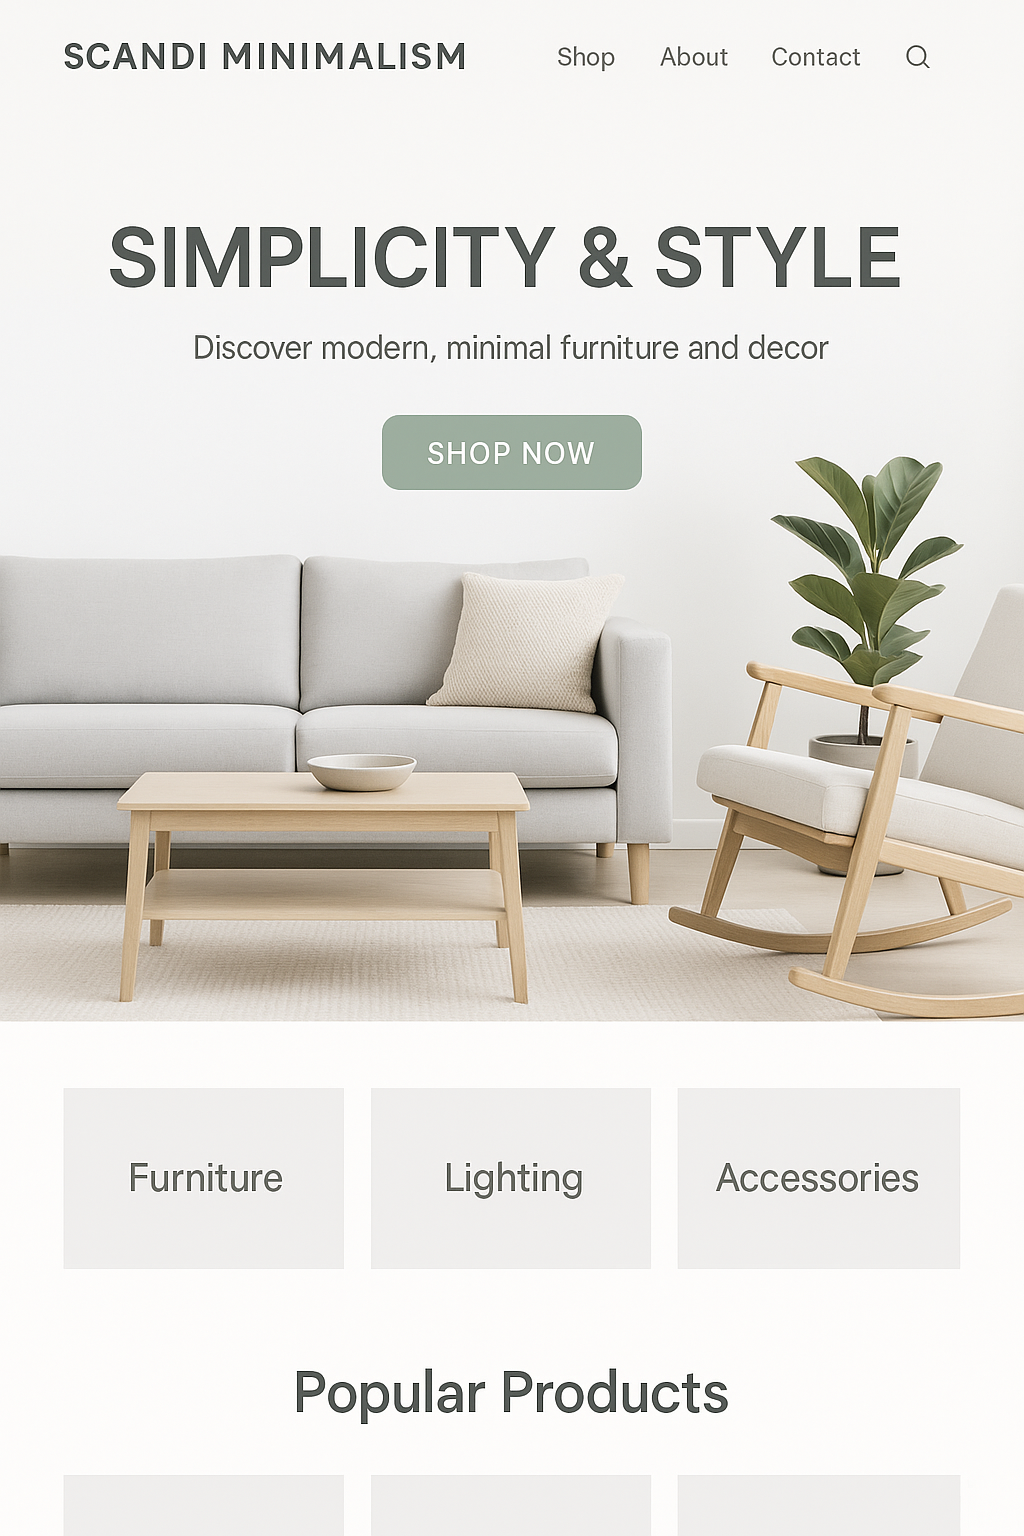 SCANDI MINIMALISM
Shop About Contact
SIMPLICITY & STYLE
Discover modern, minimal furniture and decor
SHOP NOW
Furniture Lighting Accessories
Popular Products